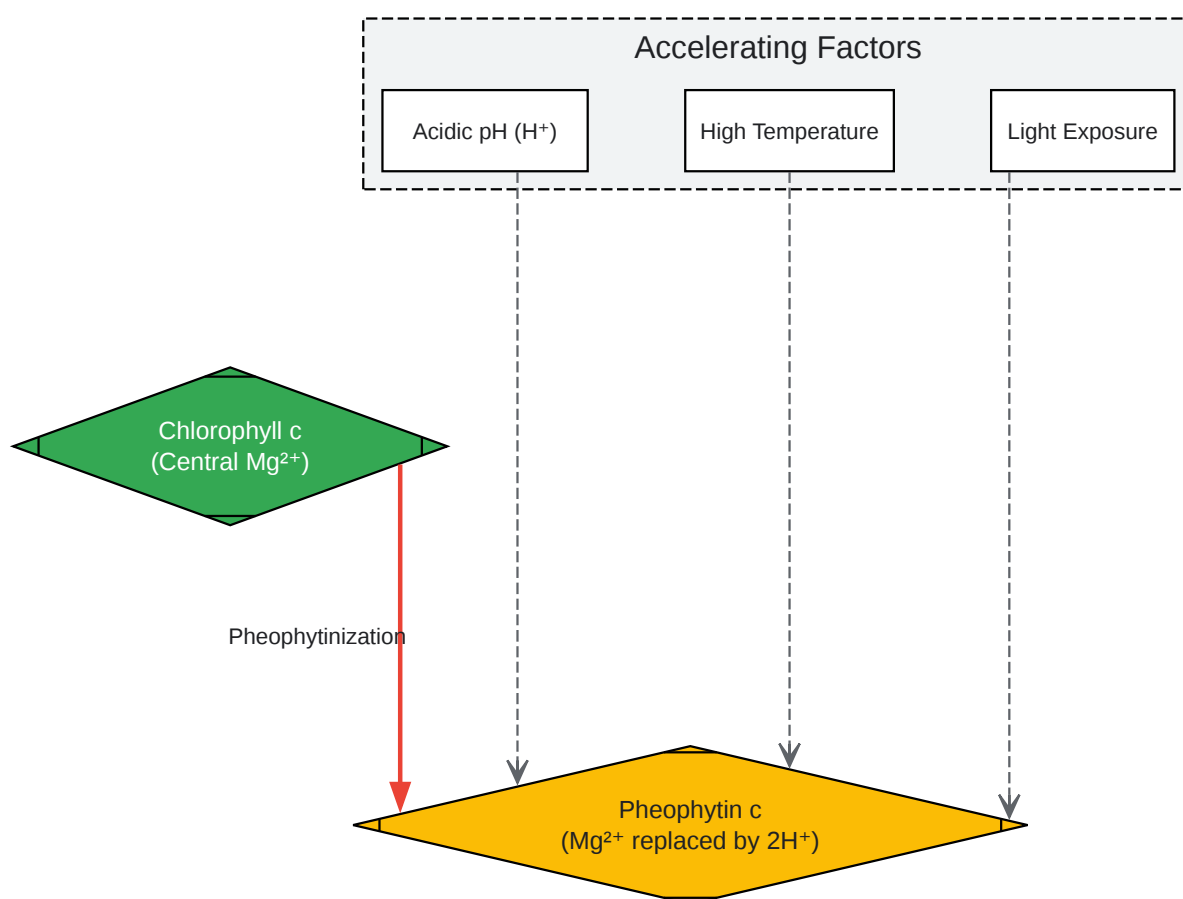 Accelerating Factors
Acidic pH (H⁺)
High Temperature
Light Exposure
Chlorophyll c
(Central Mg²⁺)
Pheophytinization
Pheophytin c
(Mg²⁺ replaced by 2H⁺)